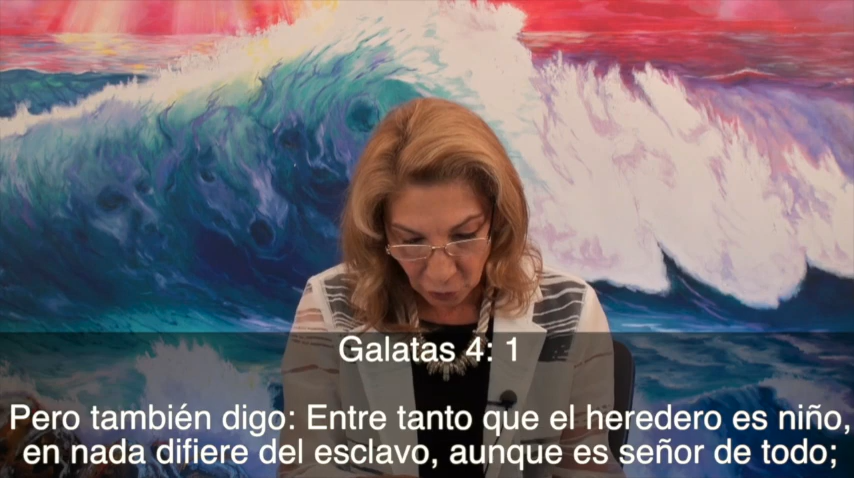 Galatas 4: 1
Pero también digo: Entre tanto que el heredero es niño,
en nada difiere del esclavo, aunque es señor de todo;